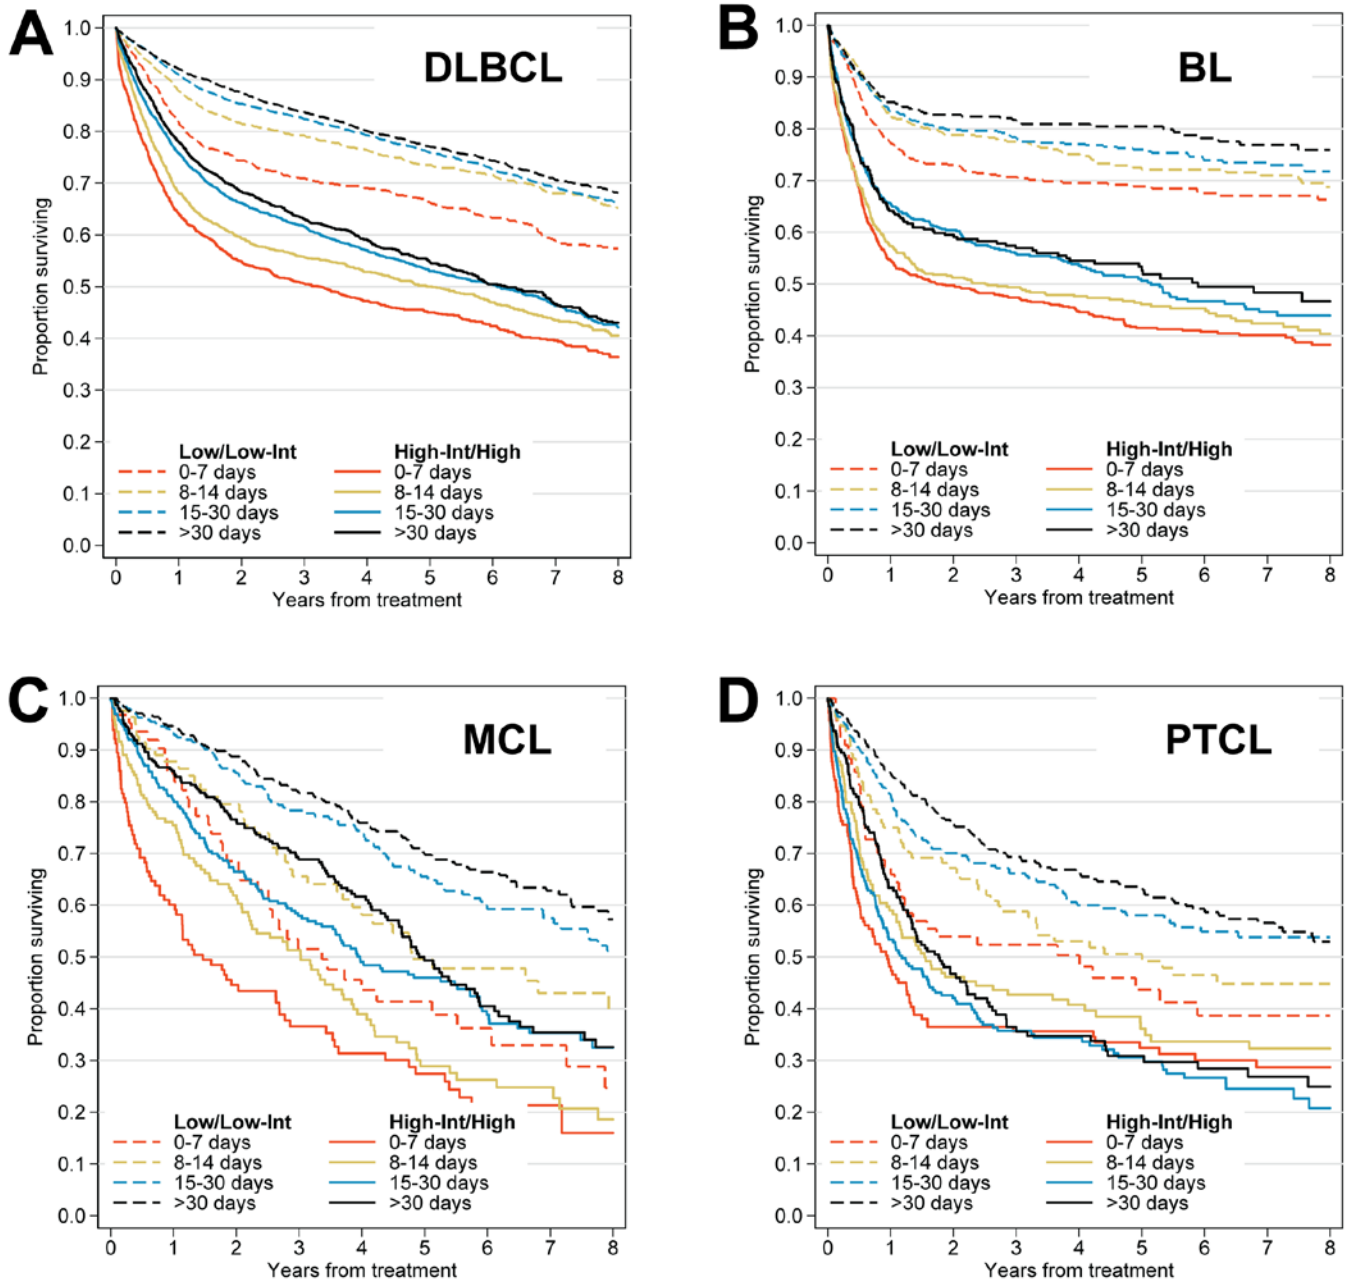 A
DLBCL
Proportion surviving
1.0
0.9
0.8
0.7
0.6
0.5
0.4
0.3
0.2
0.1
0.0
Low/Low-Int High-Int/High
0-7 days 0-7 days
8-14 days 8-14 days
15-30 days 15-30 days
>30 days >30 days
0 1 2 3 4 5 6 7 8
Years from treatment
B
BL
Proportion surviving
1.0
0.9
0.8
0.7
0.6
0.5
0.4
0.3
0.2
0.1
0.0
Low/Low-Int High-Int/High
0-7 days 0-7 days
8-14 days 8-14 days
15-30 days 15-30 days
>30 days >30 days
0 1 2 3 4 5 6 7 8
Years from treatment
C
MCL
Proportion surviving
1.0
0.9
0.8
0.7
0.6
0.5
0.4
0.3
0.2
0.1
0.0
Low/Low-Int High-Int/High
0-7 days 0-7 days
8-14 days 8-14 days
15-30 days 15-30 days
>30 days >30 days
0 1 2 3 4 5 6 7 8
Years from treatment
D
PTCL
Proportion surviving
1.0
0.9
0.8
0.7
0.6
0.5
0.4
0.3
0.2
0.1
0.0
Low/Low-Int High-Int/High
0-7 days 0-7 days
8-14 days 8-14 days
15-30 days 15-30 days
>30 days >30 days
0 1 2 3 4 5 6 7 8
Years from treatment